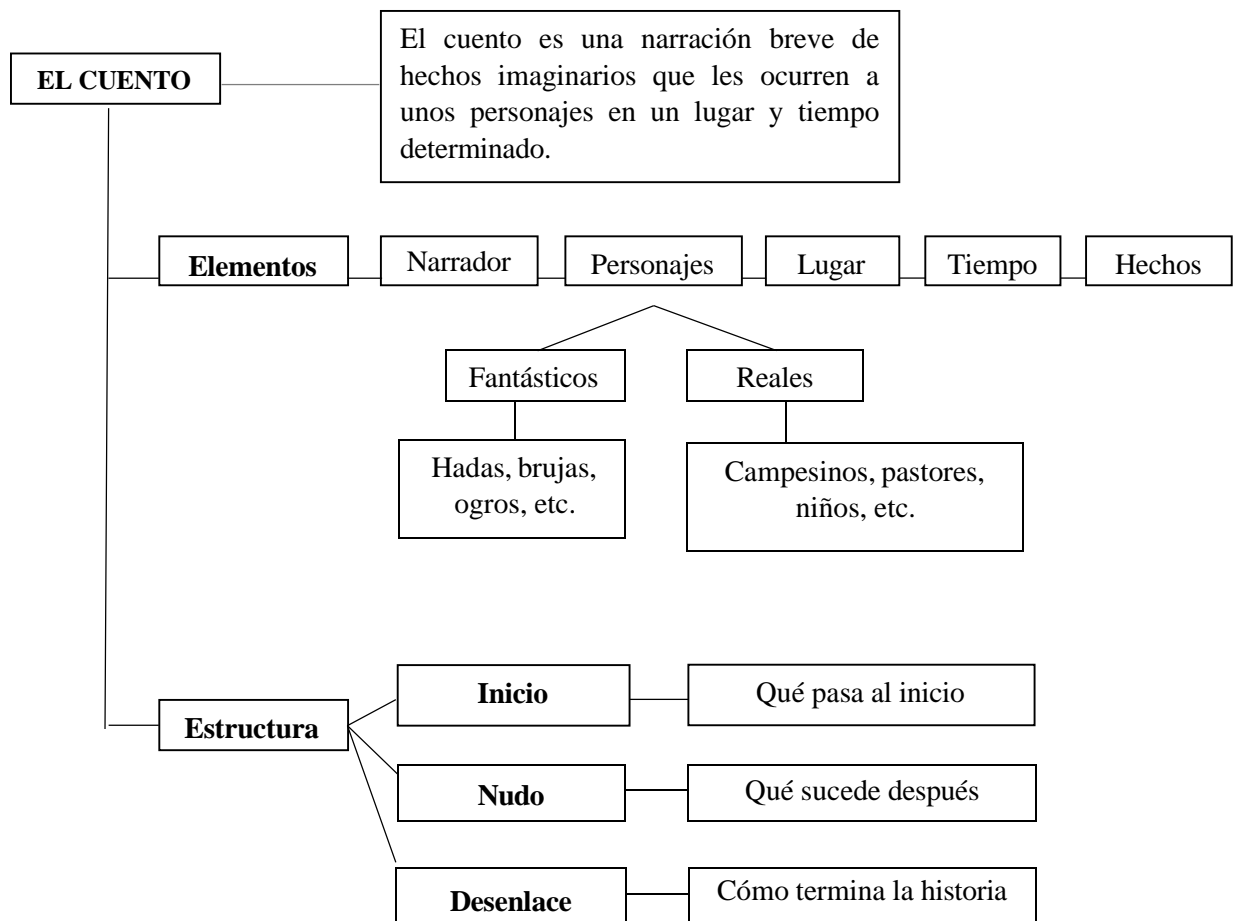 El cuento es una narración breve de
hechos imaginarios que les ocurren a
unos personajes en un lugar y tiempo
determinado.
EL CUENTO
Elementos
Narrador
Personajes
Lugar
Tiempo
Hechos
Fantásticos
Reales
Hadas, brujas,
ogros, etc.
Campesinos, pastores,
niños, etc.
Estructura
Inicio
Qué pasa al inicio
Nudo
Qué sucede después
Desenlace
Cómo termina la historia